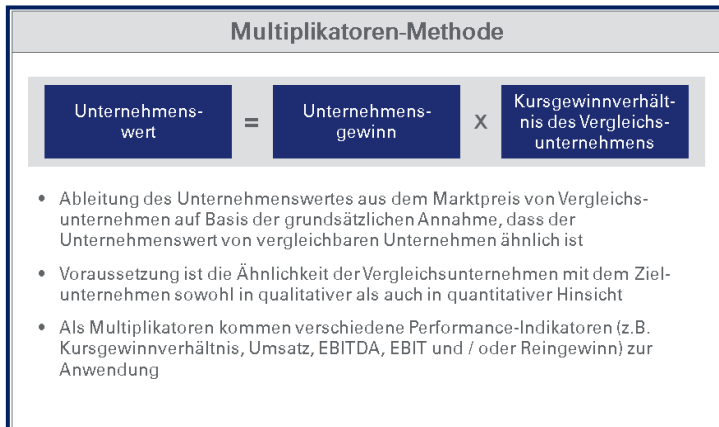 Multiplikatoren-Methode
Unternehmens-
wert
=
Unternehmens-
gewinn
X
Kursgewinnverhält-
nis des Vergleichs-
unternehmens
• Ableitung des Unternehmenswertes aus dem Marktpreis von Vergleichs-
unternehmen auf Basis der grundsätzlichen Annahme, dass der
Unternehmenswert von vergleichbaren Unternehmen ähnlich ist
• Voraussetzung ist die Ähnlichkeit der Vergleichsunternehmen mit dem Ziel-
unternehmen sowohl in qualitativer als auch in quantitativer Hinsicht
• Als Multiplikatoren kommen verschiedene Performance-Indikatoren (z.B.
Kursgewinnverhältnis, Umsatz, EBITDA, EBIT und / oder Reingewinn) zur
Anwendung